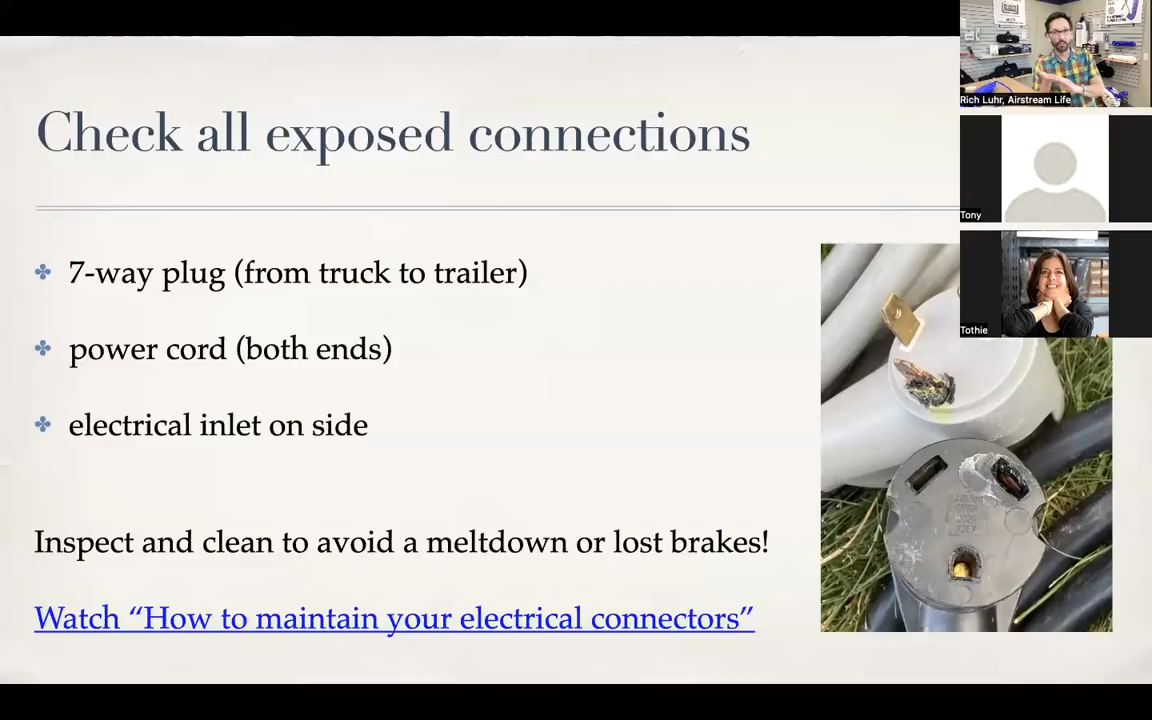 Check all exposed connections
7-way plug (from truck to trailer)
power cord (both ends)
electrical inlet on side
Inspect and clean to avoid a meltdown or lost brakes!
Watch “How to maintain your electrical connectors”
Rich Luhr, Airstream Life
Tony
Tothie